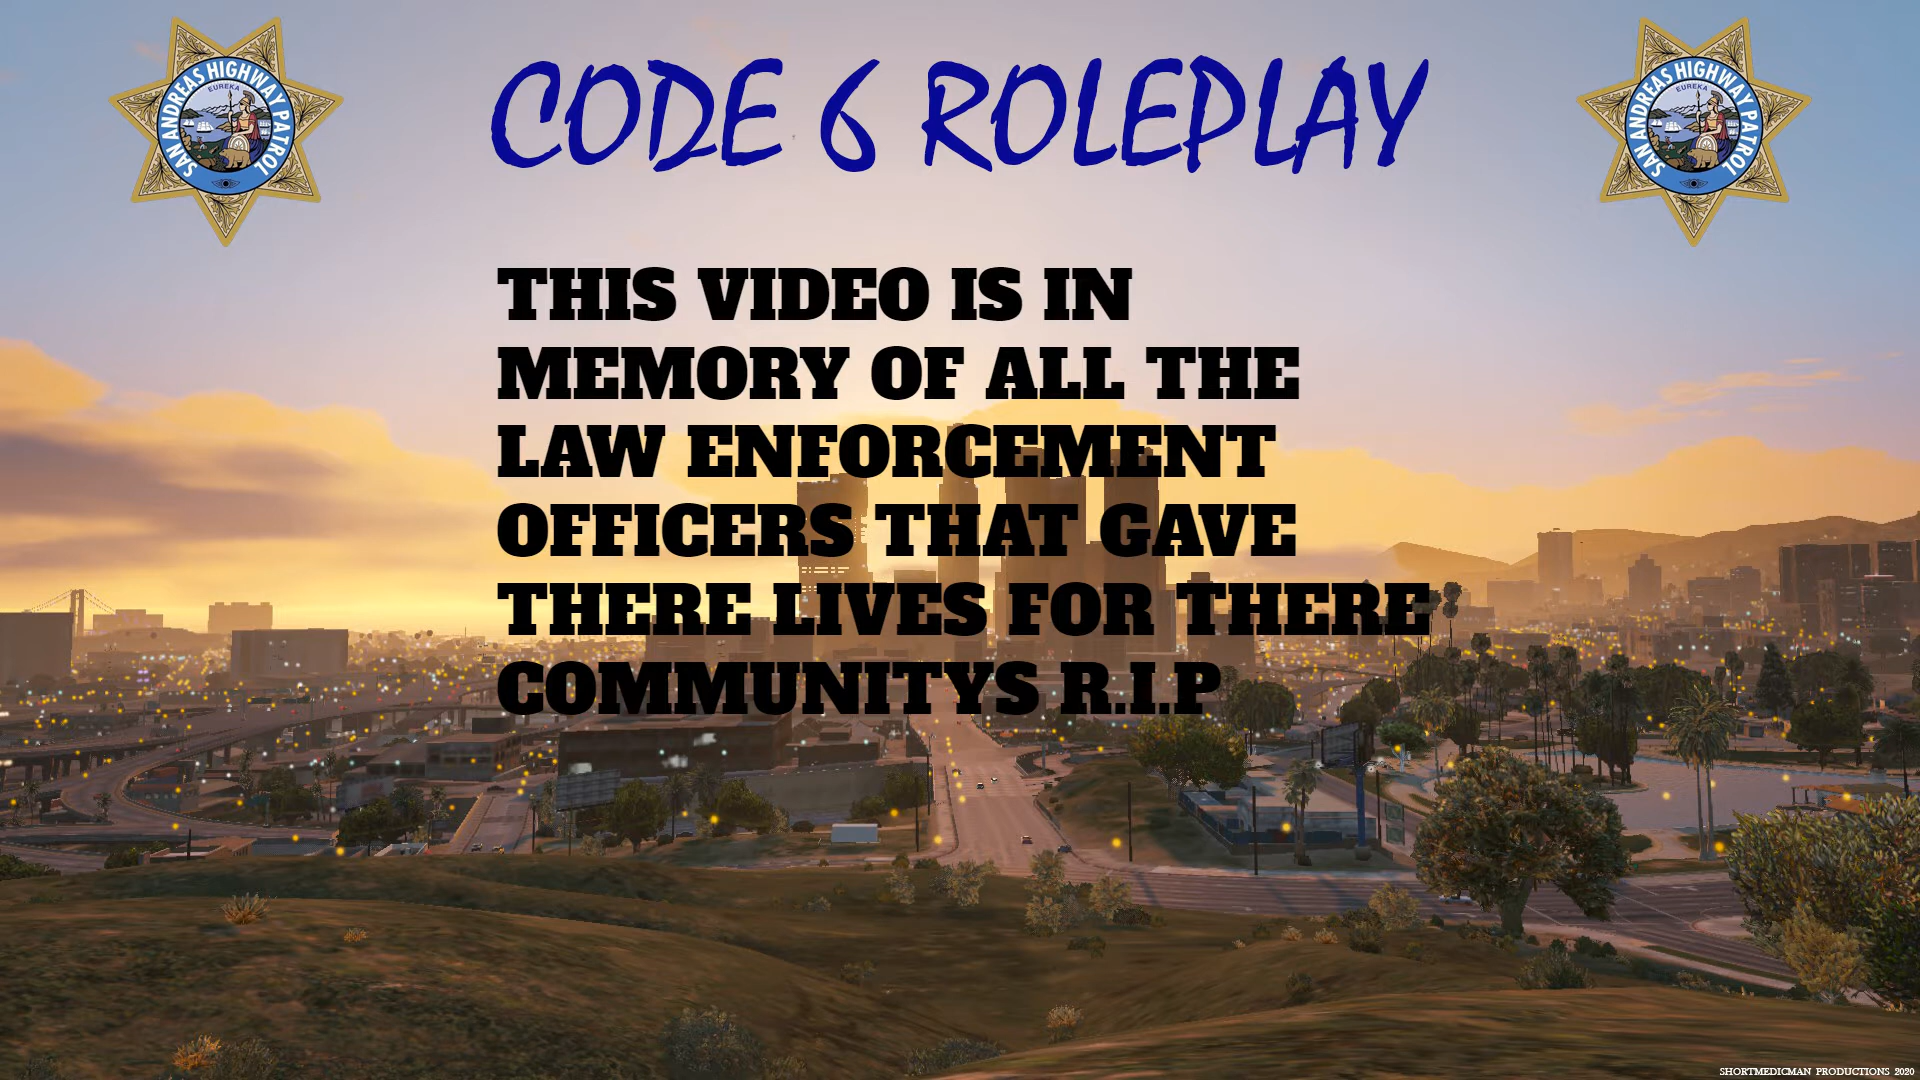 CODE 6 ROLEPLAY
SAN ANDREAS HIGHWAY PATROL
EUREKA
SAN ANDREAS HIGHWAY PATROL
EUREKA
THIS VIDEO IS IN
MEMORY OF ALL THE
LAW ENFORCEMENT
OFFICERS THAT GAVE
THERE LIVES FOR THERE
COMMUNITYS R.I.P
SHORTMEDICMAN PRODUCTIONS 2020